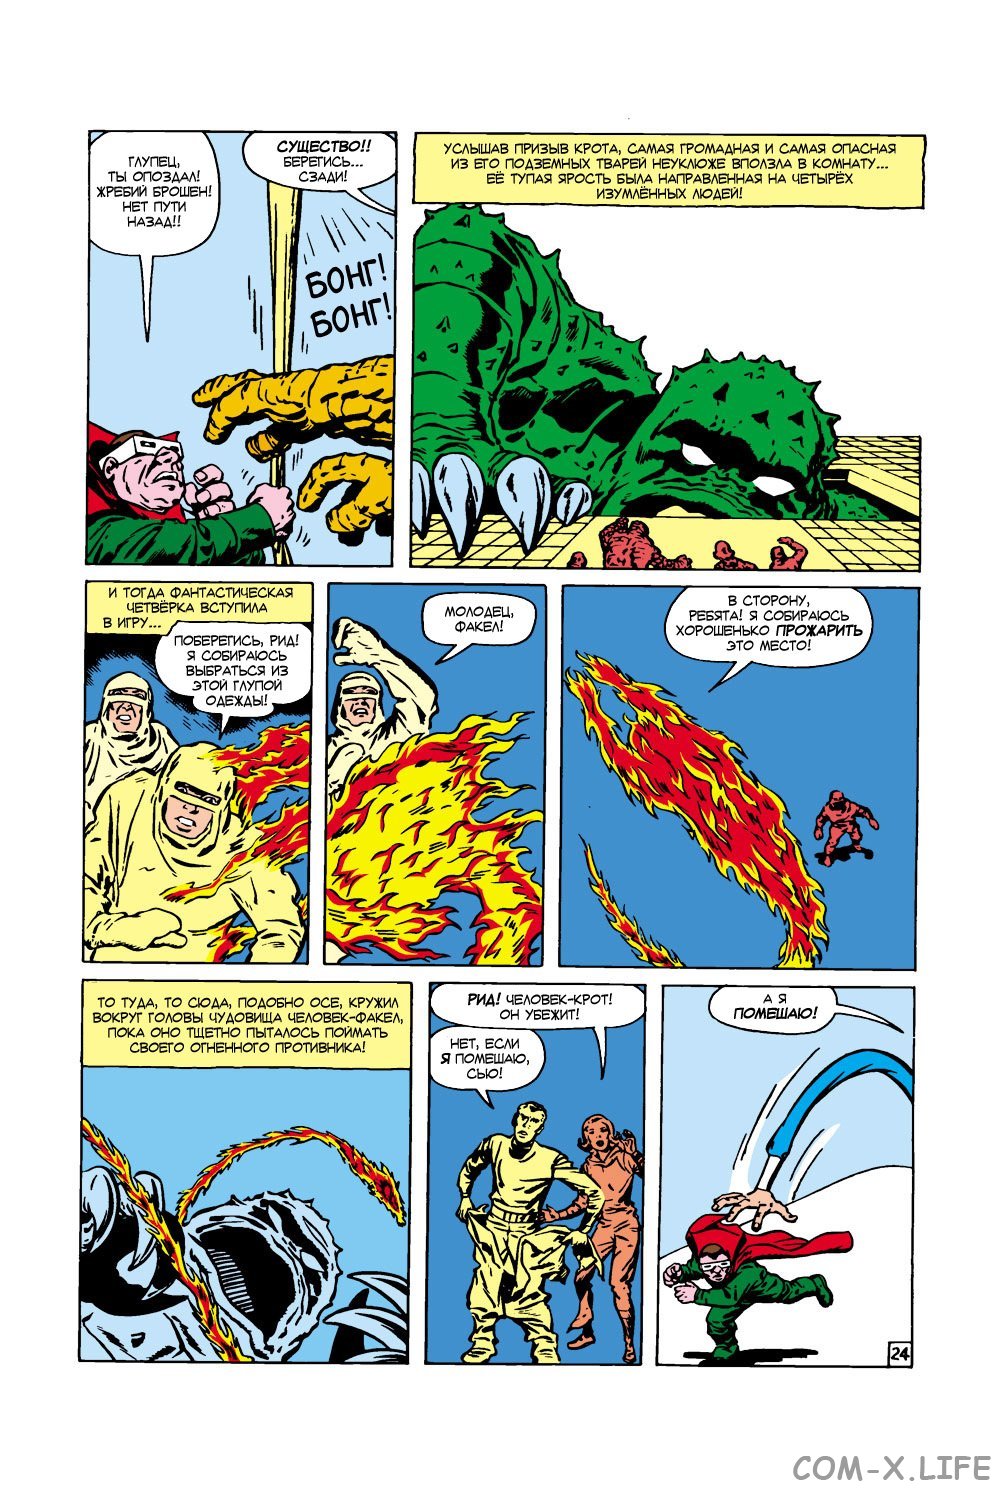 ГЛУПЕЦ,
ТЫ ОПОЗДАЛ!
ЖРЕБИЙ БРОШЕН!
НЕТ ПУТИ
НАЗАД!!
СУЩЕСТВО!!
БЕРЕГИСЬ...
СЗАДИ!
БОНГ!
БОНГ!
УСЛЫШАВ ПРИЗЫВ КРОТА, САМАЯ ГРОМАДНАЯ И САМАЯ ОПАСНАЯ
ИЗ ЕГО ПОДЗЕМНЫХ ТВАРЕЙ НЕУКЛЮЖЕ ВПОЛЗЛА В КОМНАТУ...
ЕЁ ТУПАЯ ЯРОСТЬ БЫЛА НАПРАВЛЕННАЯ НА ЧЕТЫРЁХ
ИЗУМЛЁННЫХ ЛЮДЕЙ!
И ТОГДА ФАНТАСТИЧЕСКАЯ
ЧЕТВЁРКА ВСТУПИЛА
В ИГРУ...
ПОБЕРЕГИСЬ, РИД!
Я СОБИРАЮСЬ
ВЫБРАТЬСЯ ИЗ
ЭТОЙ ГЛУПОЙ
ОДЕЖДЫ!
МОЛОДЕЦ,
ФАКЕЛ!
В СТОРОНУ,
РЕБЯТА! Я СОБИРАЮСЬ
ХОРОШЕНЬКО ПРОЖАРИТЬ
ЭТО МЕСТО!
ТО ТУДА, ТО СЮДА, ПОДОБНО ОСЕ, КРУЖИЛ
ВОКРУГ ГОЛОВЫ ЧУДОВИЩА ЧЕЛОВЕК-ФАКЕЛ,
ПОКА ОНО ТЩЕТНО ПЫТАЛОСЬ ПОЙМАТЬ
СВОЕГО ОГНЕННОГО ПРОТИВНИКА!
РИД! ЧЕЛОВЕК-КРОТ!
ОН УБЕЖИТ!
НЕТ, ЕСЛИ
Я ПОМЕШАЮ,
СЬЮ!
А Я
ПОМЕШАЮ!
24
COM-X.LIFE